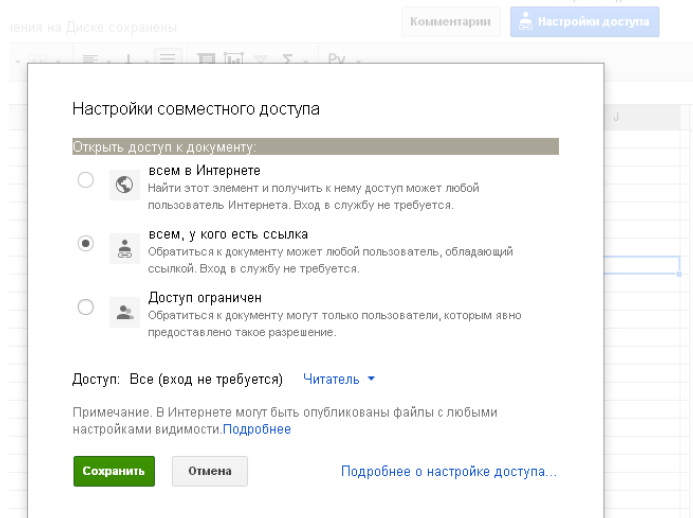 нения на Диске сохранены
Комментарии
Настройки доступа
Настройки совместного доступа
J
Открыть доступ к документу:
всем в Интернете
Найти этот элемент и получить к нему доступ может любой
пользователь Интернета. Вход в службу не требуется.
всем, у кого есть ссылка
Обратиться к документу может любой пользователь, обладающий
ссылкой. Вход в службу не требуется.
Доступ ограничен
Обратиться к документу могут только пользователи, которым явно
предоставлено такое разрешение.
Доступ: Все (вход не требуется) Читатель
Примечание. В Интернете могут быть опубликованы файлы с любыми
настройками видимости.Подробнее
Сохранить
Отмена
Подробнее о настройке доступа...